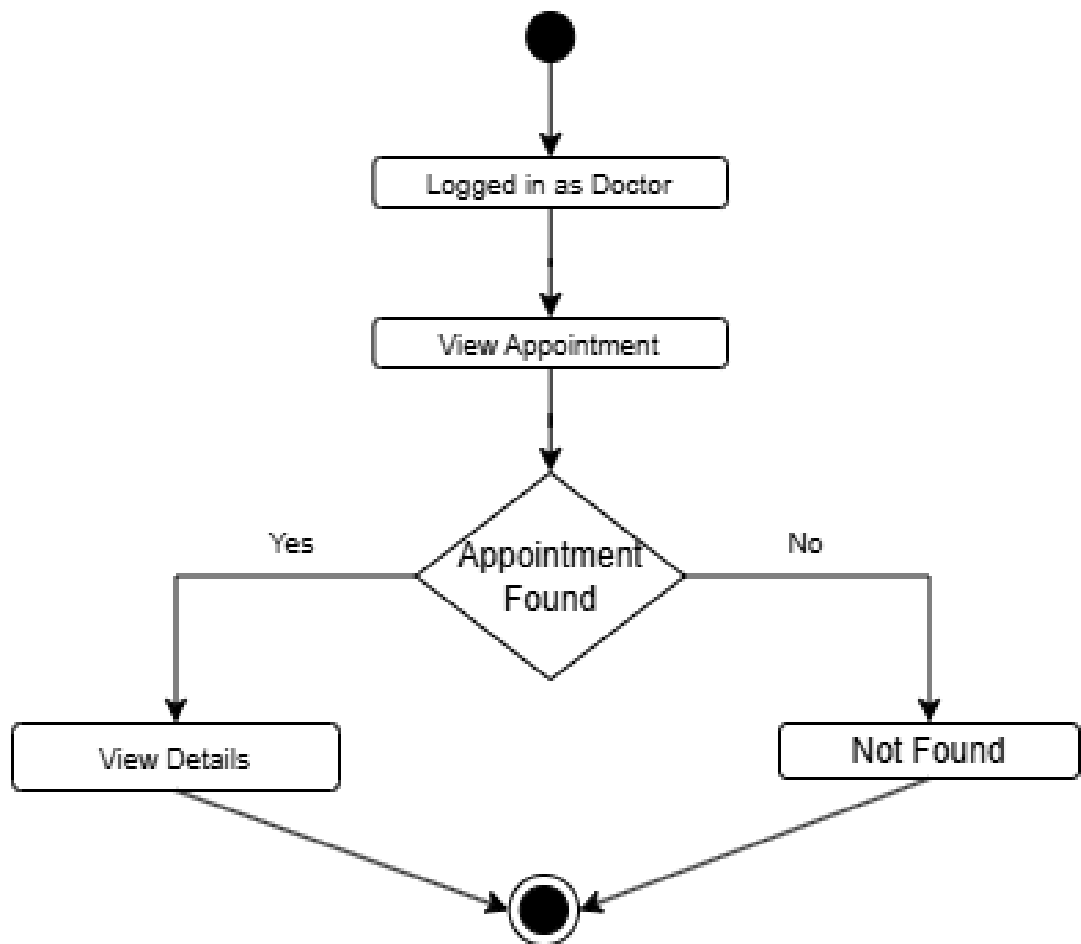 Logged in as Doctor
View Appointment
Yes
No
Appointment
Found
View Details
Not Found